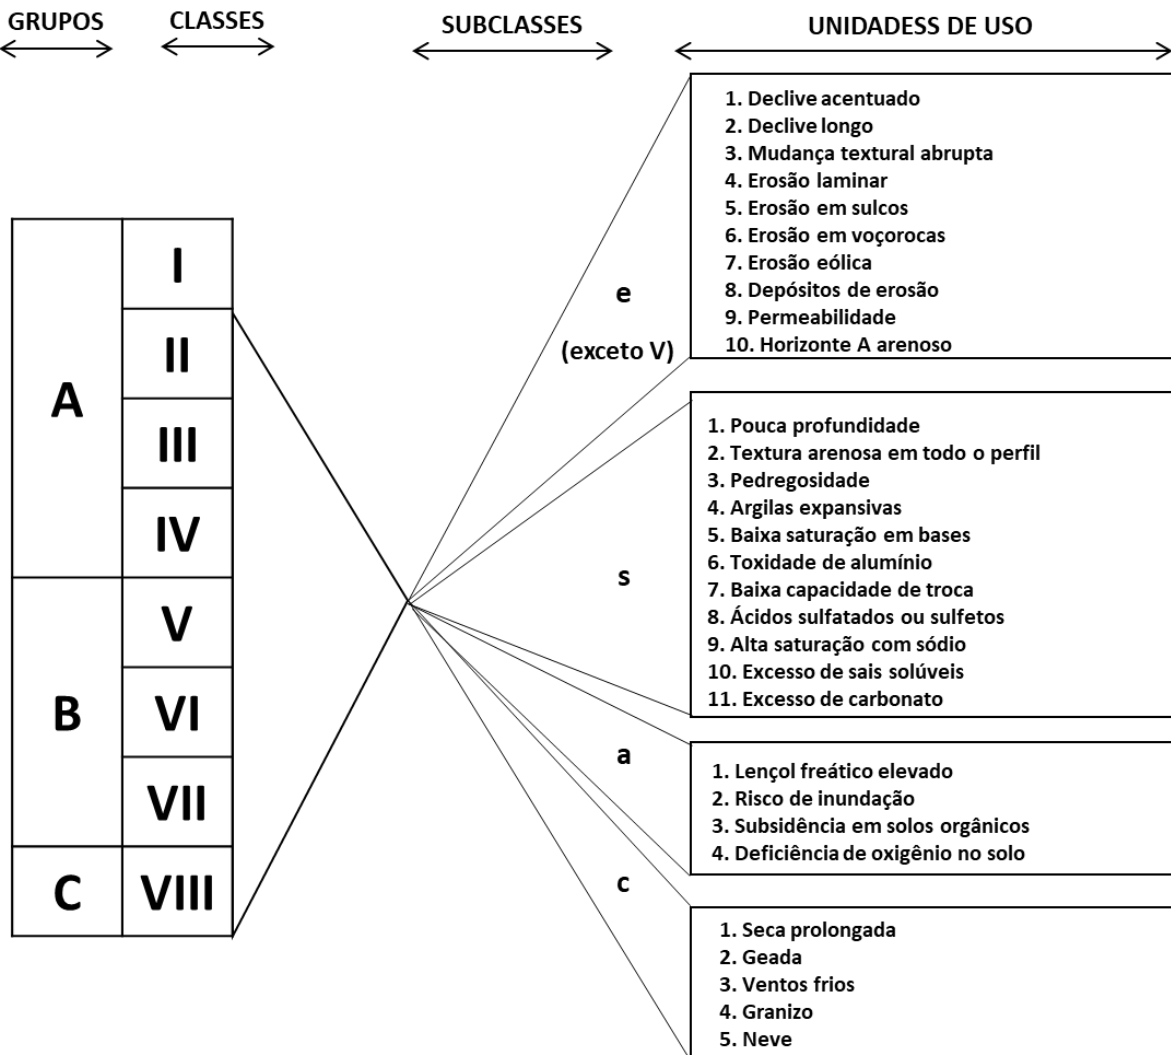 GRUPOS
CLASSES
SUBCLASSES
UNIDADESS DE USO
A
B
C
I
II
III
IV
V
VI
VII
VIII
e
(exceto V)
1. Declive acentuado
2. Declive longo
3. Mudança textural abrupta
4. Erosão laminar
5. Erosão em sulcos
6. Erosão em voçorocas
7. Erosão eólica
8. Depósitos de erosão
9. Permeabilidade
10. Horizonte A arenoso
s
1. Pouca profundidade
2. Textura arenosa em todo o perfil
3. Pedregosidade
4. Argilas expansivas
5. Baixa saturação em bases
6. Toxidade de alumínio
7. Baixa capacidade de troca
8. Ácidos sulfatados ou sulfetos
9. Alta saturação com sódio
10. Excesso de sais solúveis
11. Excesso de carbonato
a
1. Lençol freático elevado
2. Risco de inundação
3. Subsidência em solos orgânicos
4. Deficiência de oxigênio no solo
c
1. Seca prolongada
2. Geada
3. Ventos frios
4. Granizo
5. Neve